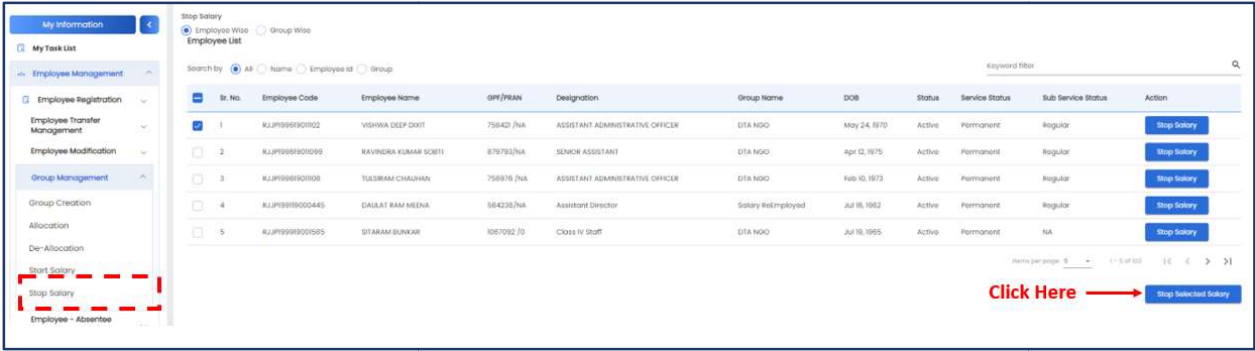 My Information
My Task List
Employee Management
Employee Registration
Employee Transfer
Management
Employee Modification
Group Management
Group Creation
Allocation
De-Allocation
Start Salary
Stop Salary
Employee - Absentee
Stop Salary
Employee Wise Group Wise
Employee List
Search by All Name Employee Id Group
Keyword filter
Sr. No. Employee Code Employee Name GPF/PRAN Designation Group Name DOB Status Service Status Sub Service Status Action
1 RJJP199619011102 VISHWA DEEP DIXIT 756421 /NA ASSISTANT ADMINISTRATIVE OFFICER DTA NGO May 24, 1970 Active Permanent Regular Stop Salary
2 RJJP199619011099 RAVINDRA KUMAR SOBTI 879793/NA SENIOR ASSISTANT DTA NGO Apr 12, 1975 Active Permanent Regular Stop Salary
3 RJJP199619011108 TULSIRAM CHAUHAN 756976 /NA ASSISTANT ADMINISTRATIVE OFFICER DTA NGO Feb 10, 1973 Active Permanent Regular Stop Salary
4 RJJP199119000445 DAULAT RAM MEENA 564236/NA Assistant Director Salary ReEmployed Jul 18, 1962 Active Permanent Regular Stop Salary
5 RJJP199919001565 SITARAM BUNKAR 1067092 /0 Class IV Staff DTA NGO Jul 19, 1965 Active Permanent NA Stop Salary
Items per page: 5 1 – 5 of 102
Click Here Stop Selected Salary